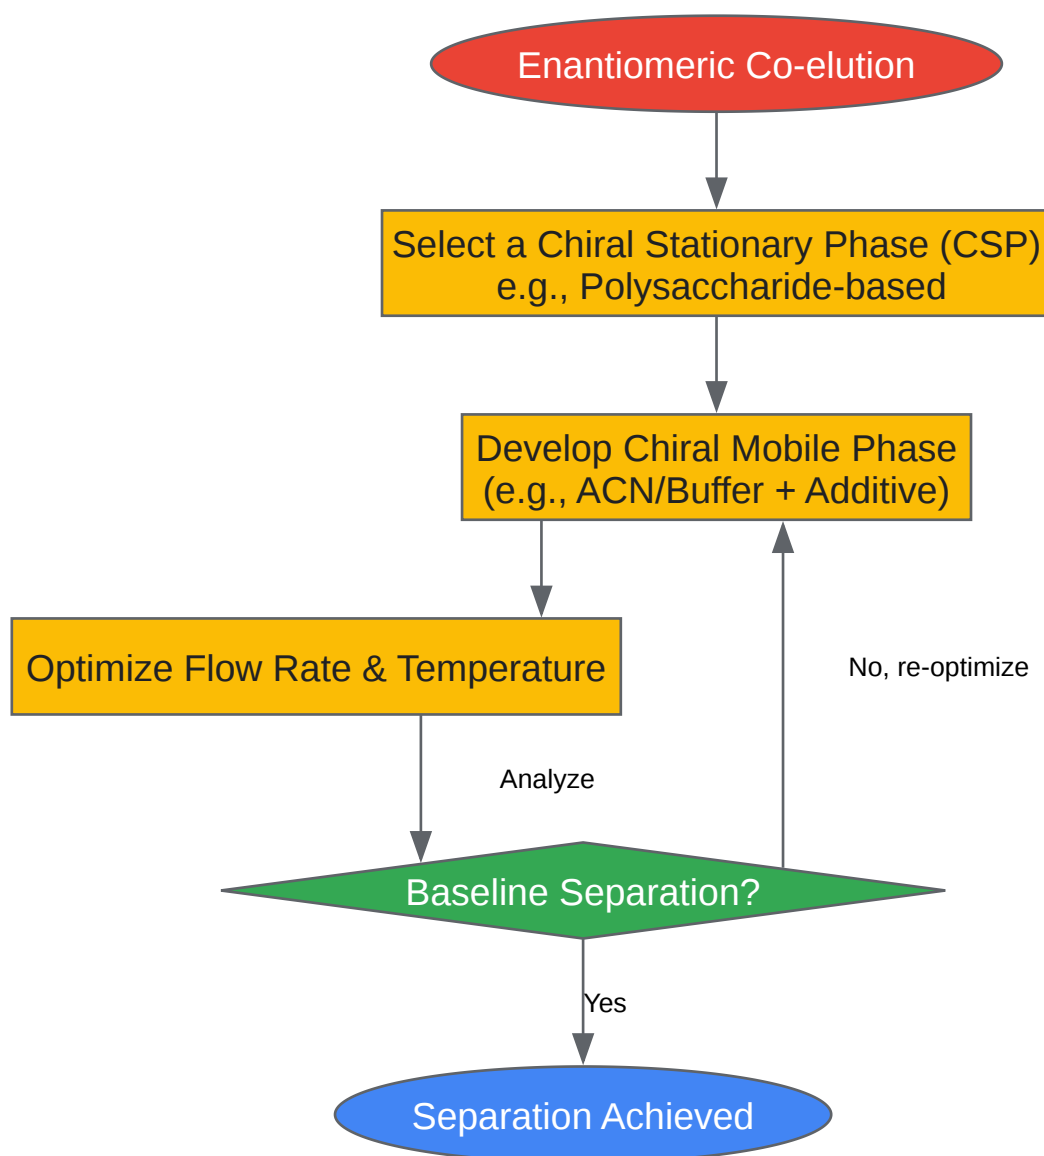 Enantiomeric Co-elution
Select a Chiral Stationary Phase (CSP)
e.g., Polysaccharide-based
Develop Chiral Mobile Phase
(e.g., ACN/Buffer + Additive)
Optimize Flow Rate & Temperature
No, re-optimize
Analyze
Baseline Separation?
Yes
Separation Achieved